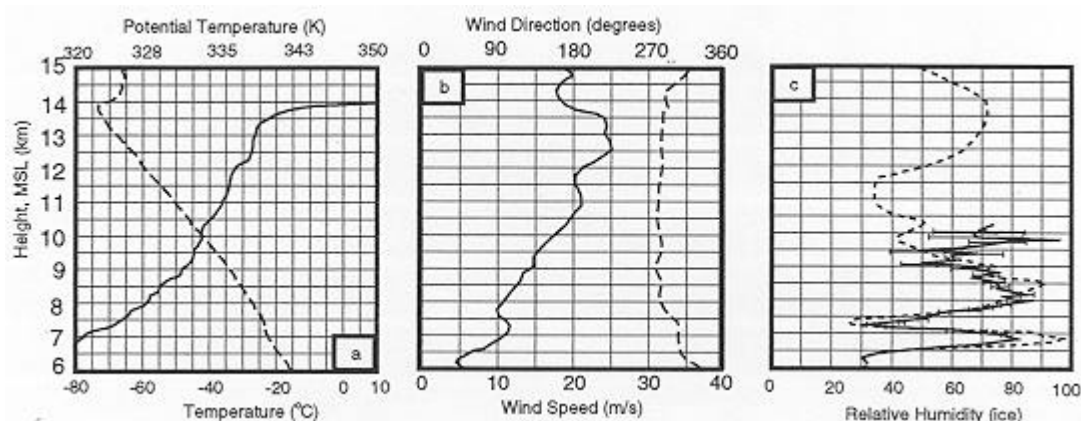 Potential Temperature (K)
320 328 335 343 350
Wind Direction (degrees)
0 90 180 270 360
15
14
13
12
11
10
9
8
7
6
Height, MSL (km)
a
b
c
-80 -60 -40 -20 0 10
Temperature (°C)
0 10 20 30 40
Wind Speed (m/s)
0 20 40 60 80 100
Relative Humidity (ice)